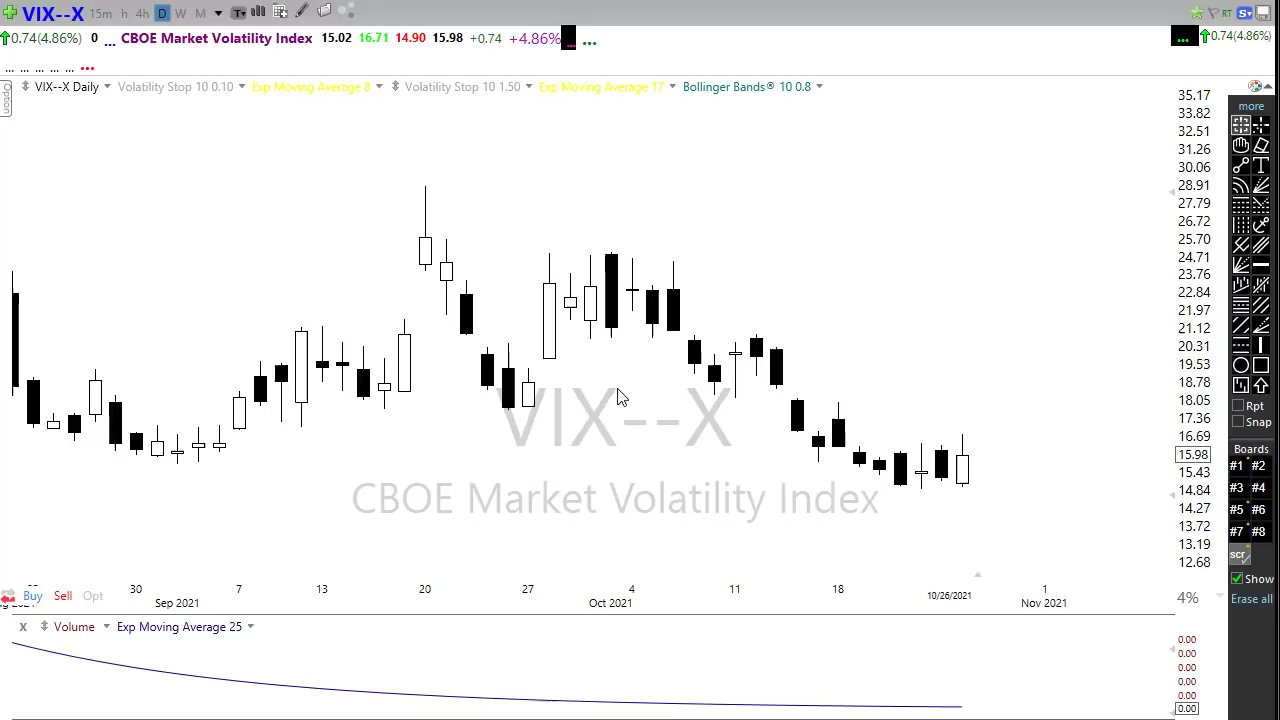 VIX--X 15m h 4h D W M T RT S
0.74(4.86%) 0 ... CBOE Market Volatility Index 15.02 16.71 14.90 15.98 +0.74 +4.86% ... ... ... 0.74(4.86%)
... ... ... ... ... ...
Option VIX--X Daily Volatility Stop 10 0.10 Exp Moving Average 8 Volatility Stop 10 1.50 Exp Moving Average 17 Bollinger Bands® 10 0.8
35.17
more
33.82
32.51
31.26
30.06
28.91
27.79
26.72
25.70
24.71
23.76
22.84
21.97
21.12
20.31
19.53
18.78
18.05
Rpt
17.36
Snap
VIX--X
16.69
Boards
15.98
#1 #2
15.43
14.84
#3 #4
CBOE Market Volatility Index
14.27
#5 #6
13.72
#7 #8
13.19
scr
12.68
Show
30 7 13 20 27 4 11 18 10/26/2021 1
Buy Sell Opt 4% Erase all
Sep 2021 Oct 2021 Nov 2021
X Volume Exp Moving Average 25
0.00
0.00
0.00
0.00
0.00
0.00